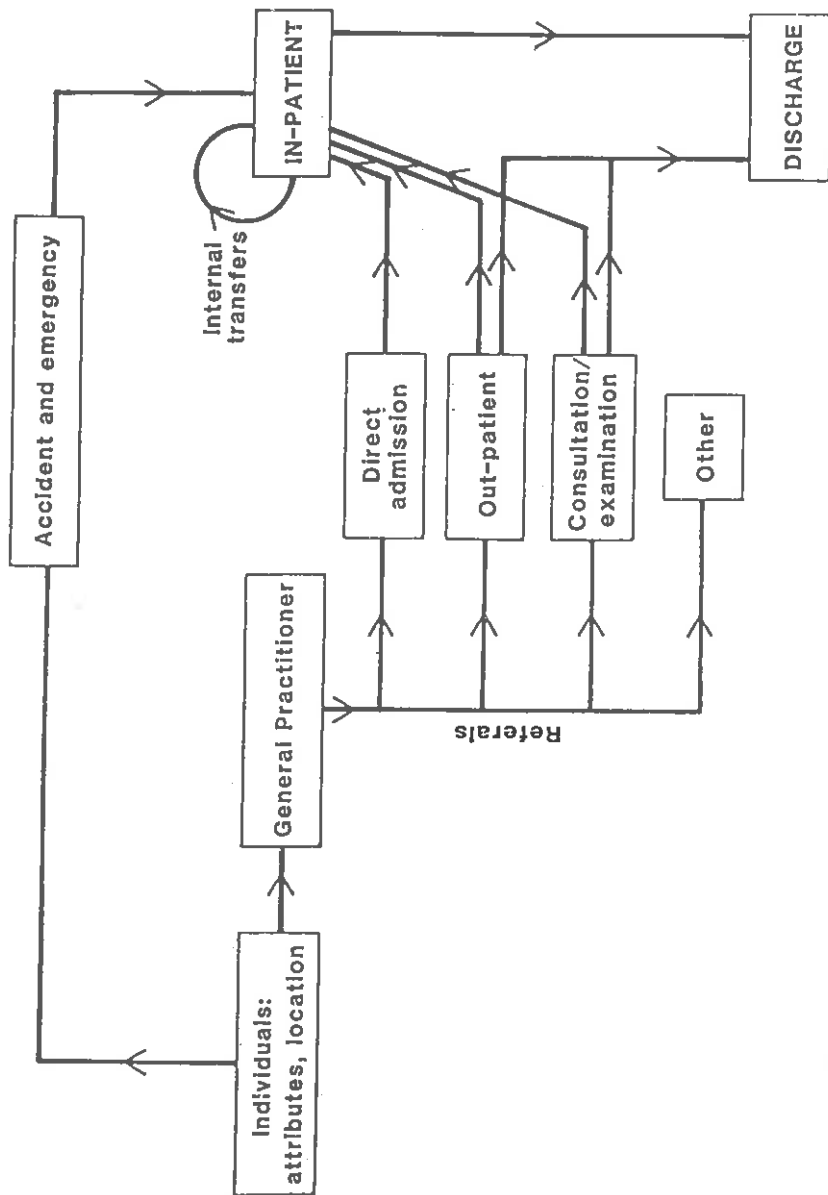 Individuals:
attributes, location
General Practitioner
Accident and emergency
Referals
Direct
admission
Out-patient
Consultation/
examination
Other
Internal
transfers
IN-PATIENT
DISCHARGE